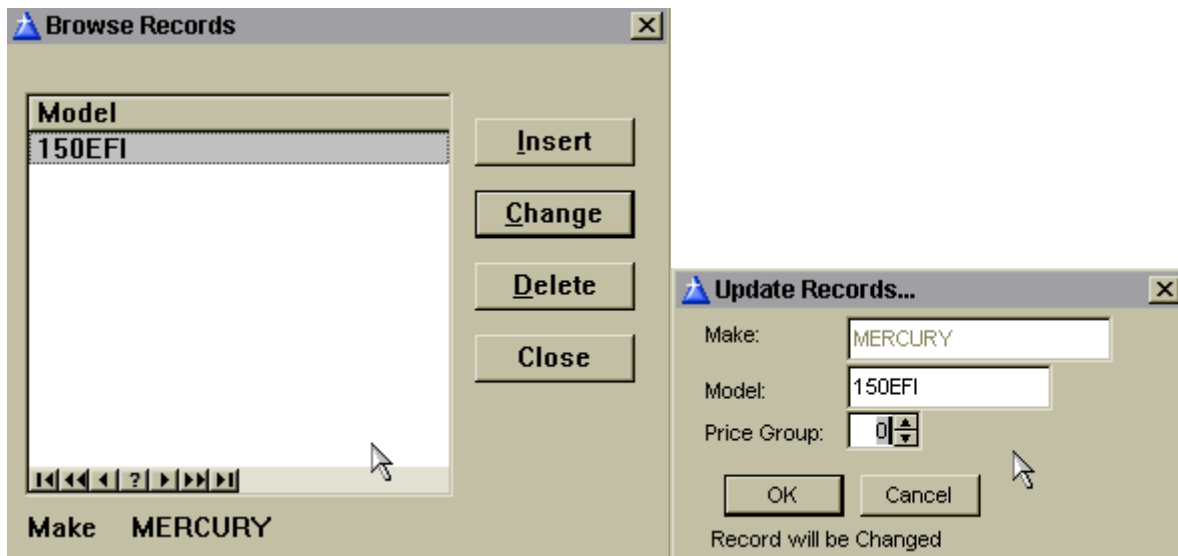 Browse Records
Model
150EFI
Insert
Change
Delete
Close
?
Make MERCURY
Update Records...
Make: MERCURY
Model: 150EFI
Price Group: 0
OK Cancel
Record will be Changed